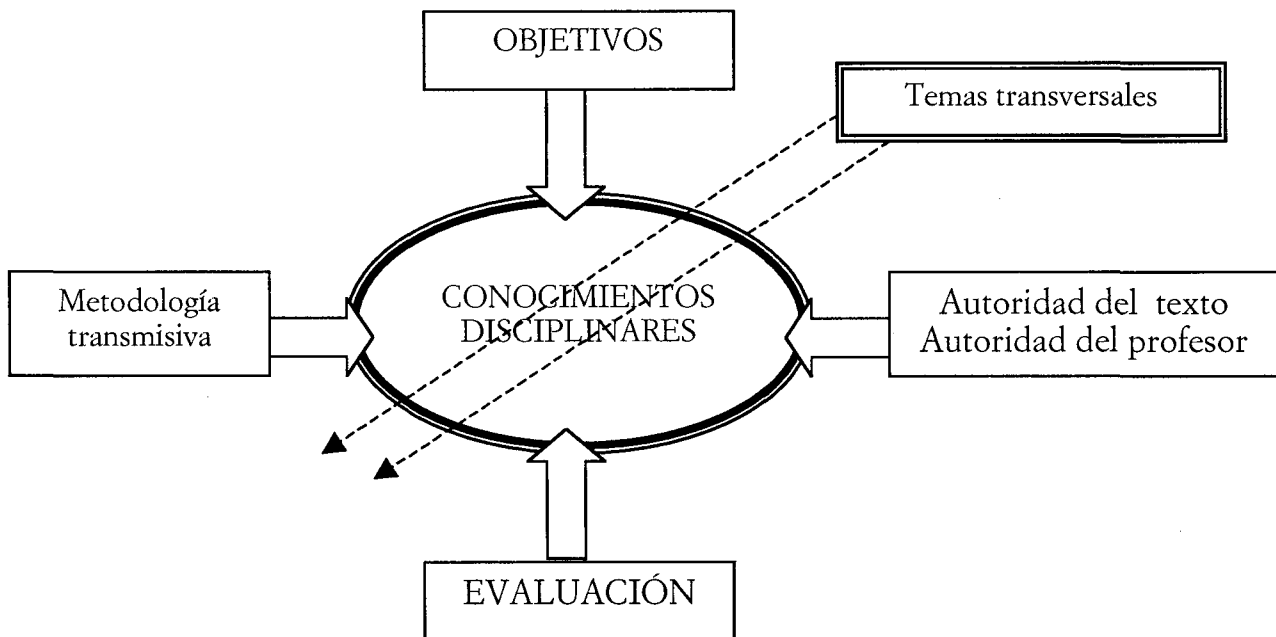 OBJETIVOS
Temas transversales
Metodología
transmisiva
CONOCIMIENTOS
DISCIPLINARES
Autoridad del texto
Autoridad del profesor
EVALUACIÓN